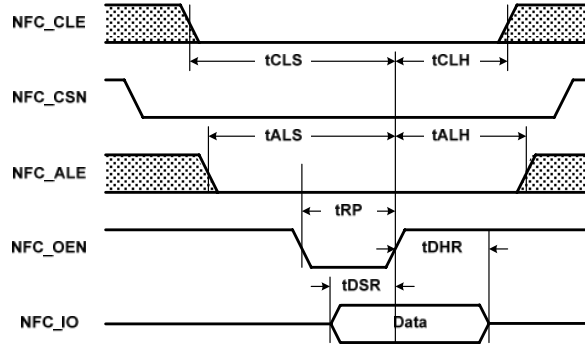 NFC_CLE
tCLS tCLH
NFC_CSN
tALS tALH
NFC_ALE
tRP
NFC_OEN
tDHR
tDSR
NFC_IO
Data